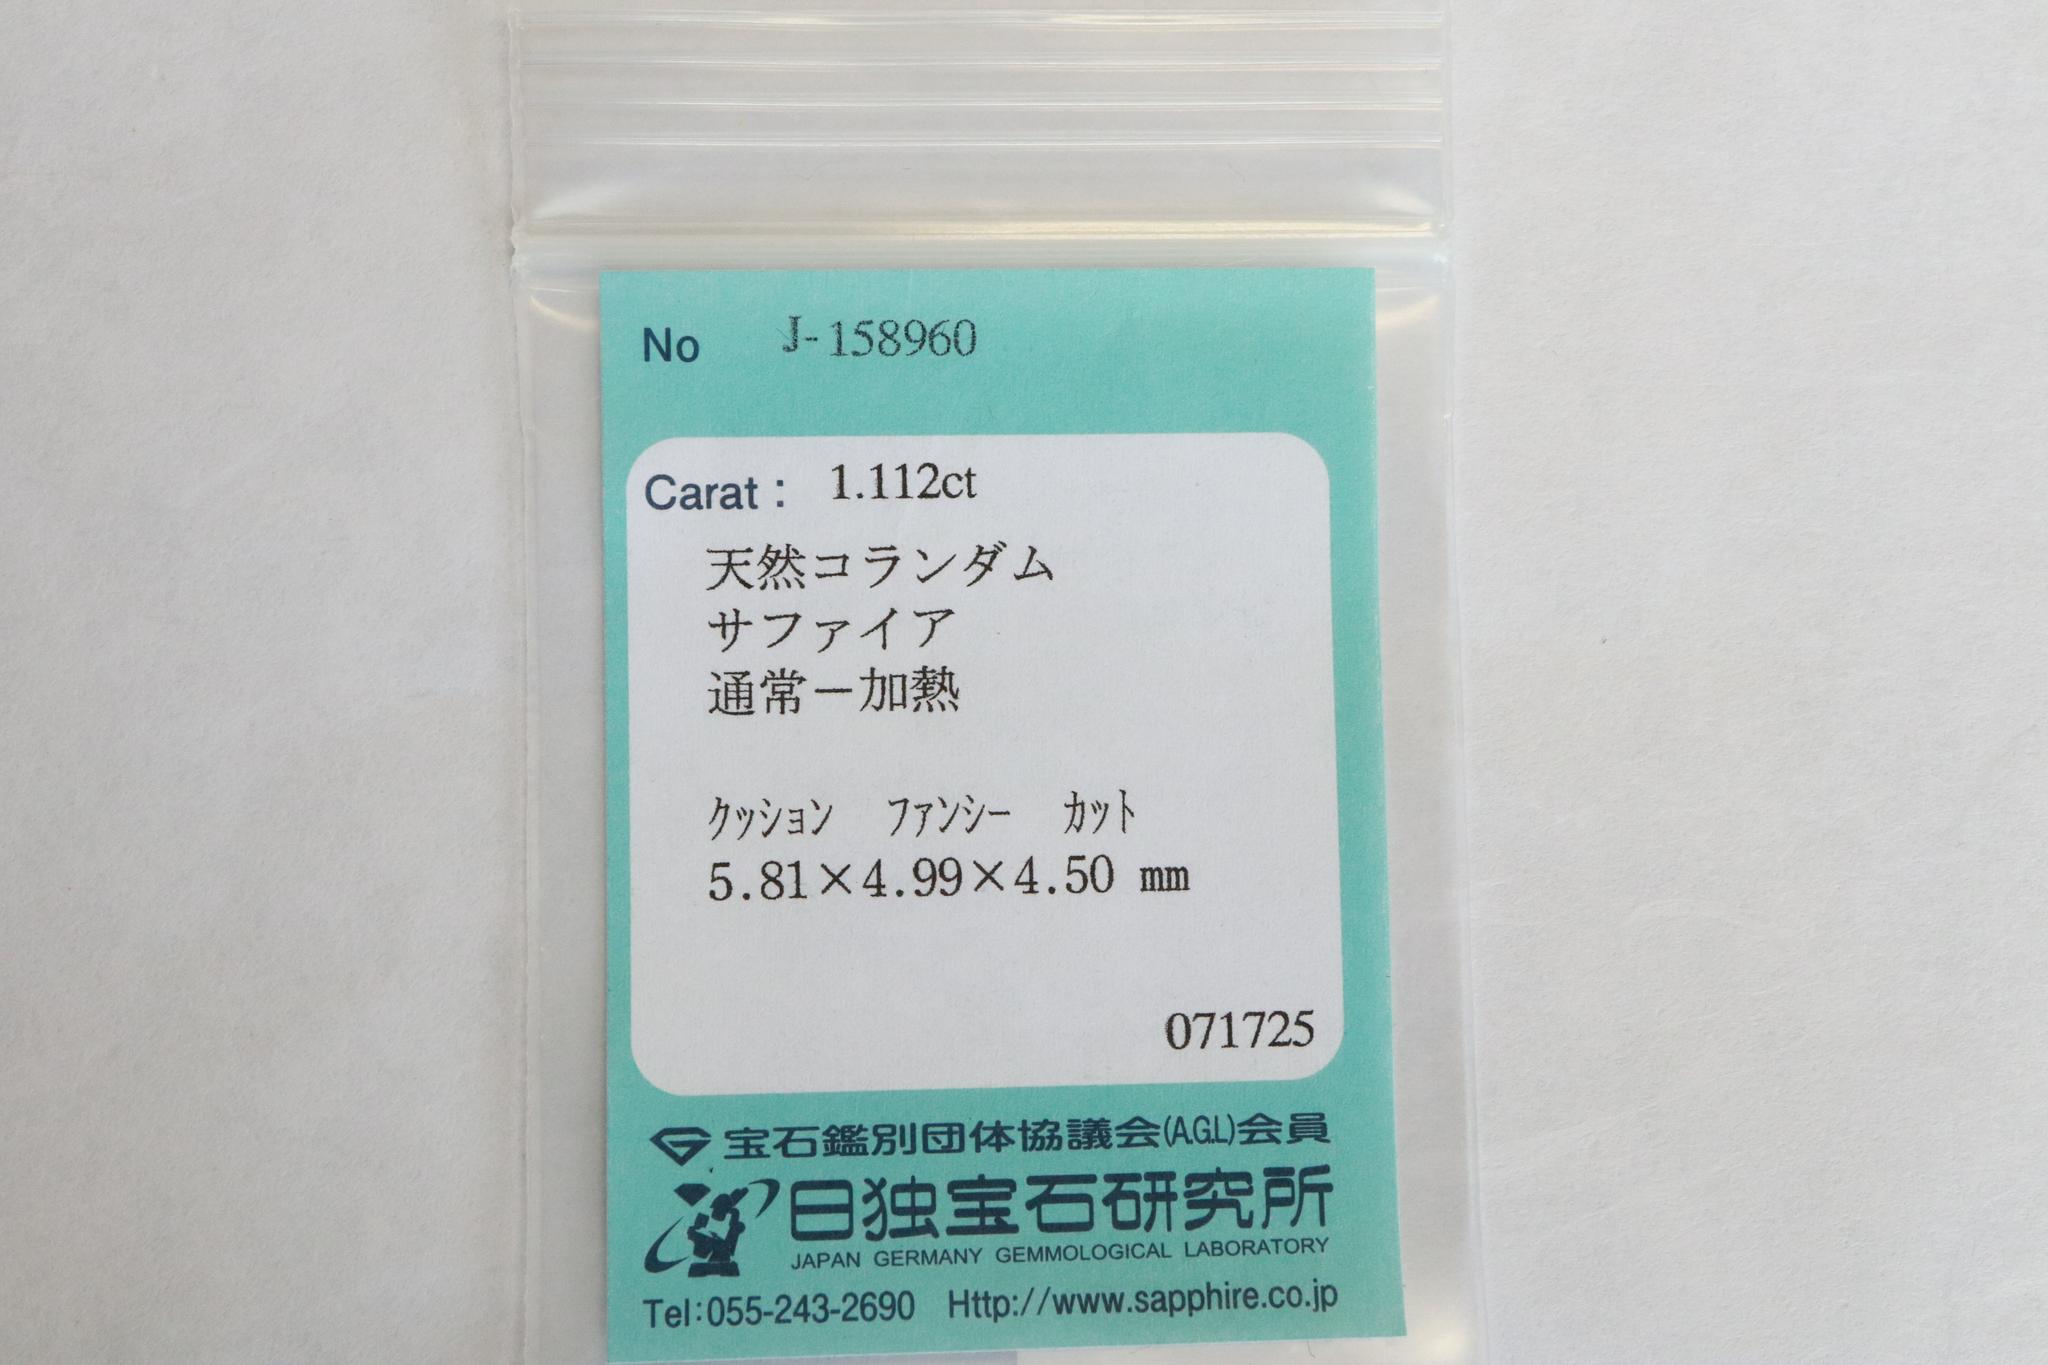 No J-158960
Carat： 1.112ct
天然コランダム
サファイア
通常－加熱
ｸｯｼｮﾝ ﾌｧﾝｼｰ ｶｯﾄ
5.81×4.99×4.50 mm
071725
宝石鑑別団体協議会(A.G.L)会員
日独宝石研究所
JAPAN GERMANY GEMMOLOGICAL LABORATORY
Tel:055-243-2690 Http://www.sapphire.co.jp